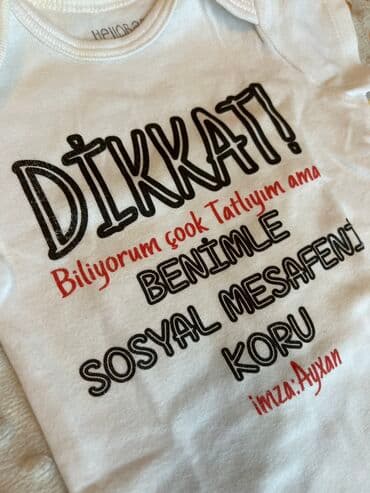 DİKKAT!
Biliyorum çook Tatlıyım ama
BENİMLE
SOSYAL MESAFENİ
KORU
imza:Ayxan